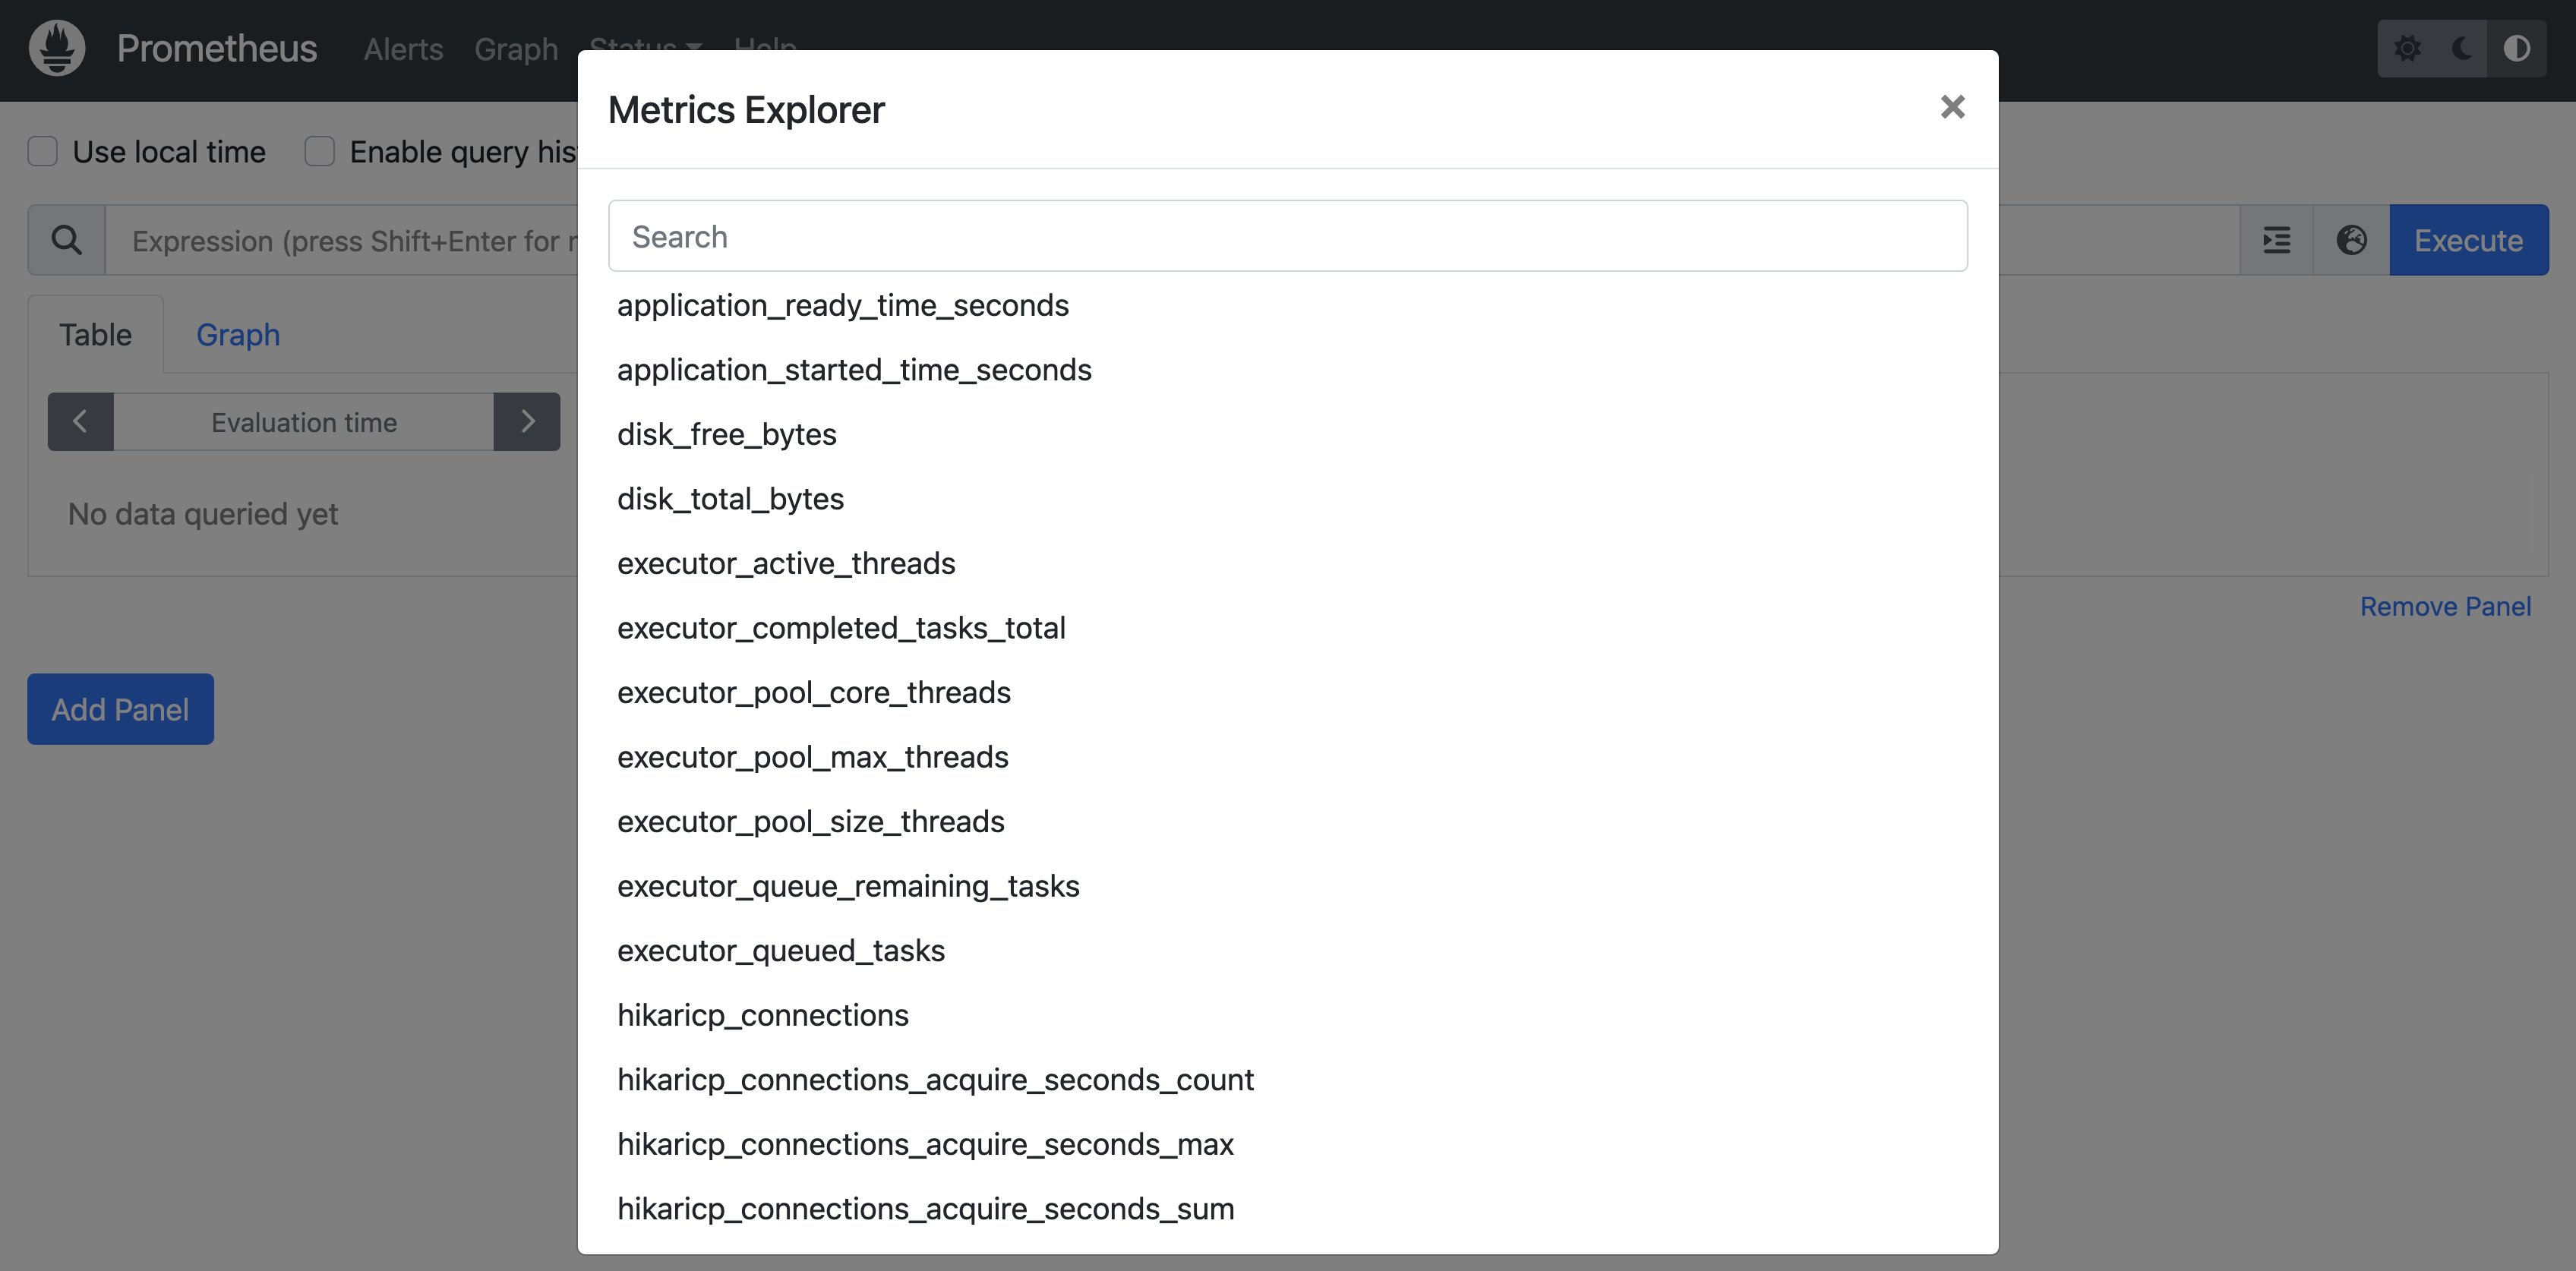 Prometheus Alerts Graph Status Help
Metrics Explorer
Use local time Enable query his
Search
Expression (press Shift+Enter for
Execute
application_ready_time_seconds
Table Graph
application_started_time_seconds
Evaluation time
disk_free_bytes
disk_total_bytes
No data queried yet
executor_active_threads
Remove Panel
executor_completed_tasks_total
executor_pool_core_threads
Add Panel
executor_pool_max_threads
executor_pool_size_threads
executor_queue_remaining_tasks
executor_queued_tasks
hikaricp_connections
hikaricp_connections_acquire_seconds_count
hikaricp_connections_acquire_seconds_max
hikaricp_connections_acquire_seconds_sum